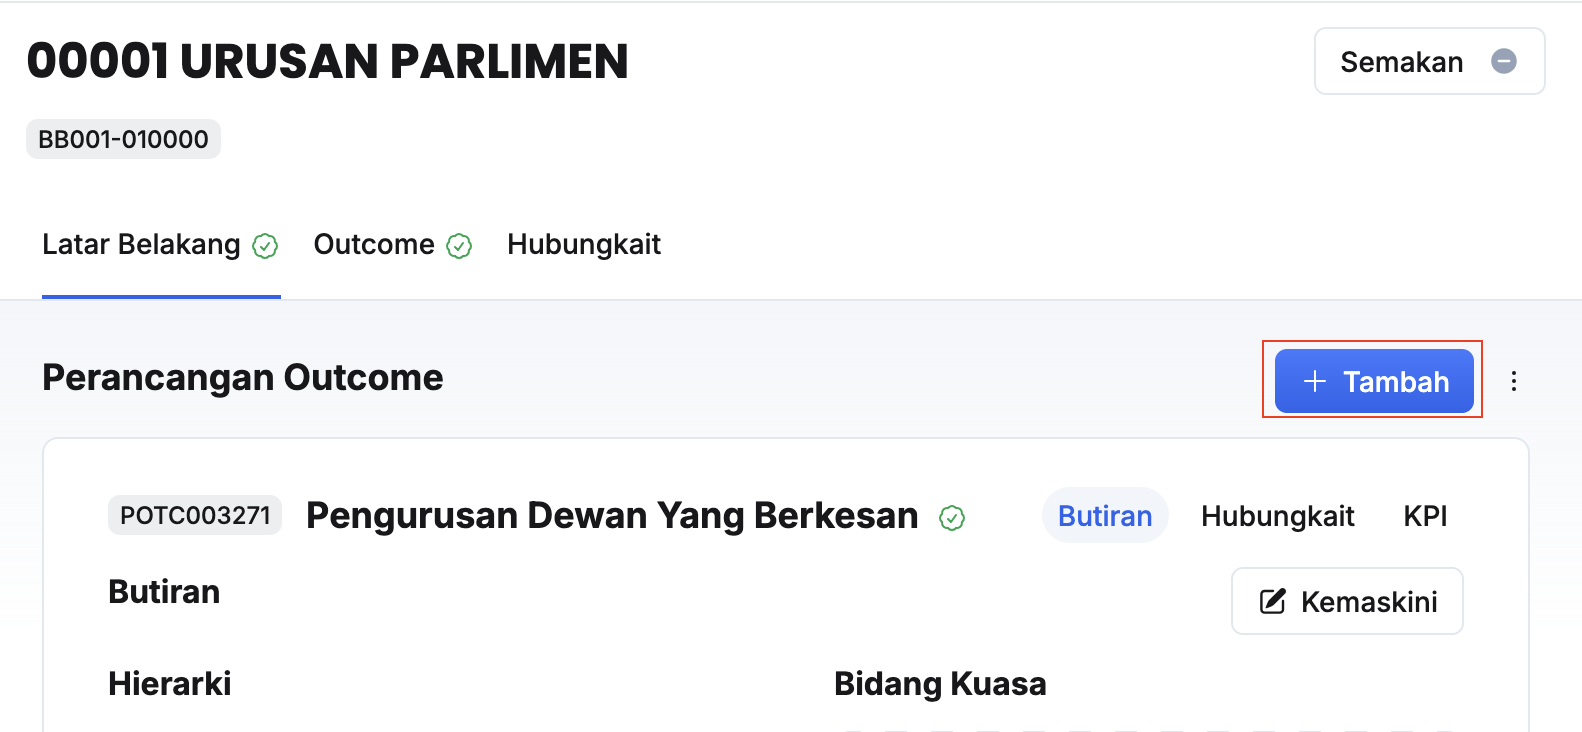 00001 URUSAN PARLIMEN
Semakan
BB001-010000
Latar Belakang Outcome Hubungkait
Perancangan Outcome
+ Tambah
POTC003271 Pengurusan Dewan Yang Berkesan Butiran Hubungkait KPI
Butiran
Kemaskini
Hierarki Bidang Kuasa